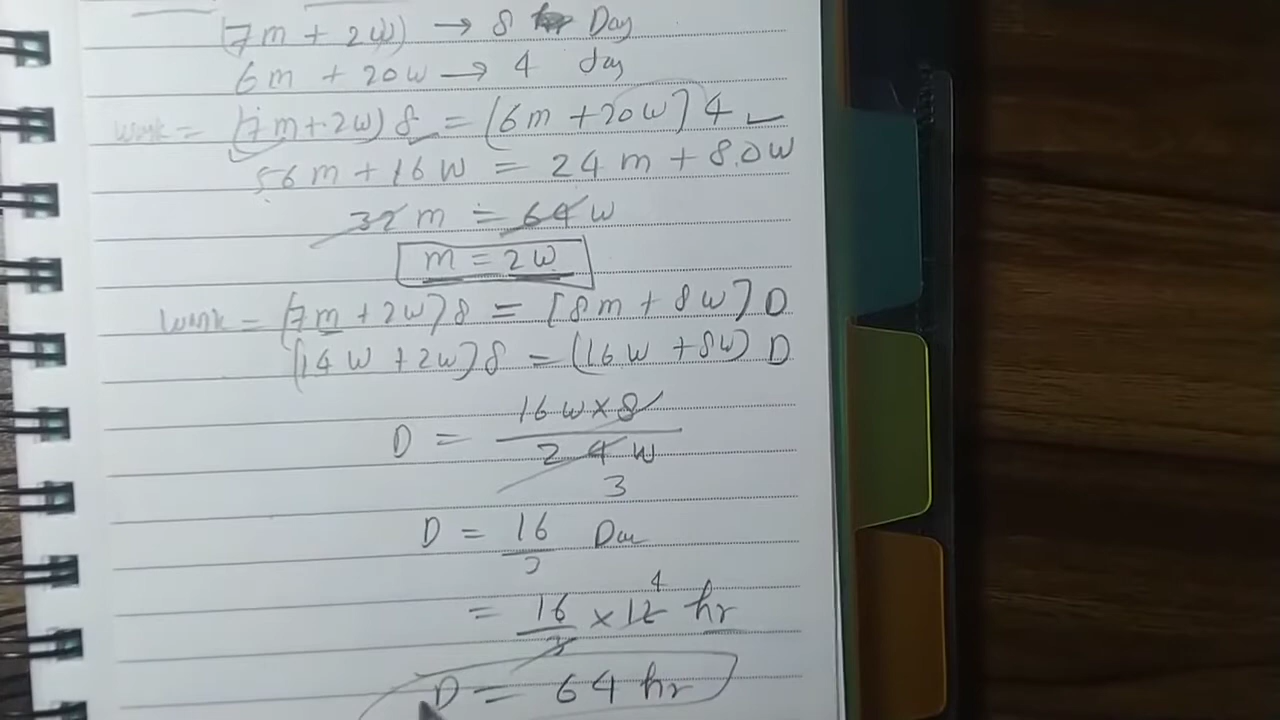 (7m + 2w) → 8 Day
6m + 20w → 4 day
work = (7m + 2w) 8 = (6m + 20w) 4
56m + 16w = 24m + 80w
32m = 64w
m = 2w
work = (7m + 2w) 8 = [8m + 8w] D
(14w + 2w) 8 = (16w + 8w) D
D = 16w × 8 / 24w
3
D = 16/3 Day
= 16/3 × 12 4 hr
D = 64 hr